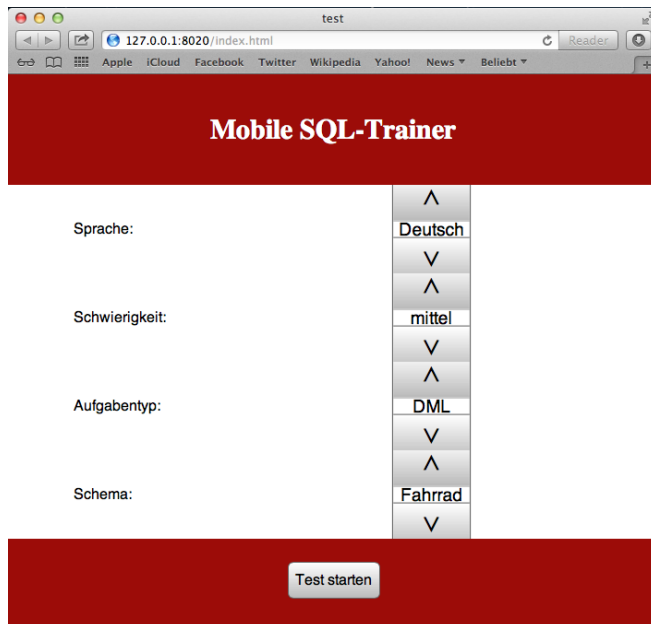 test
127.0.0.1:8020/index.html
Reader
Apple iCloud Facebook Twitter Wikipedia Yahoo! News Beliebt
Mobile SQL-Trainer
Sprache: Deutsch
Schwierigkeit: mittel
Aufgabentyp: DML
Schema: Fahrrad
Test starten